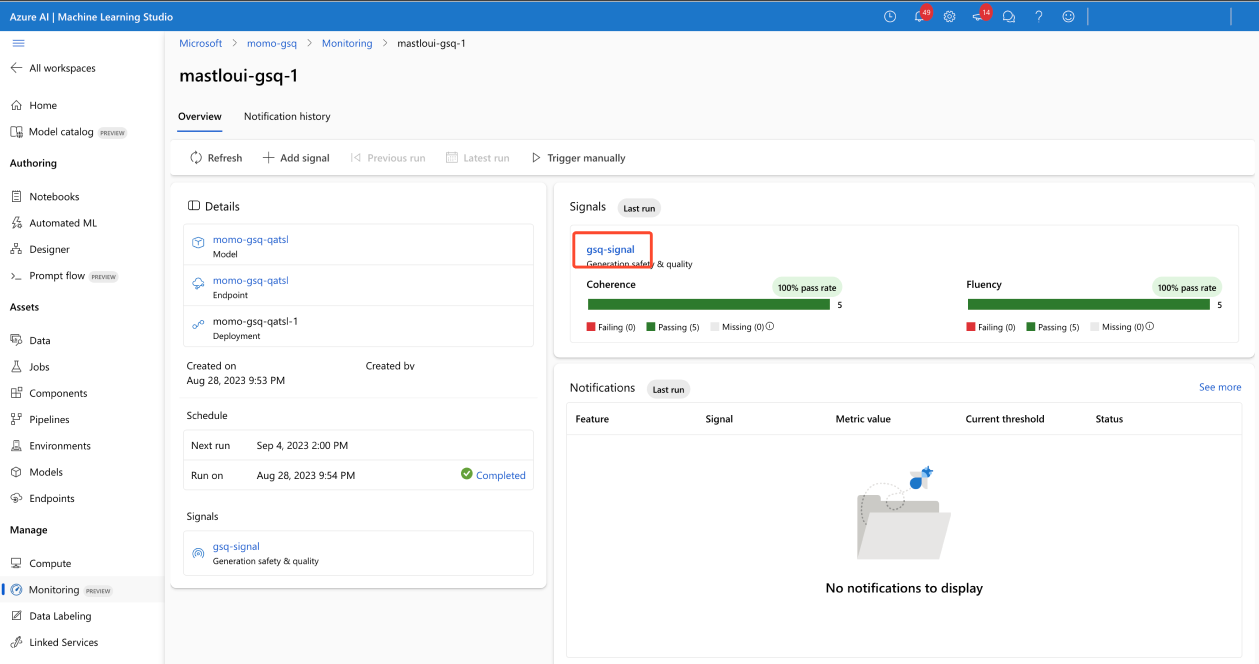 Azure AI | Machine Learning Studio
49
14
All workspaces
Home
Model catalog PREVIEW
Authoring
Notebooks
Automated ML
Designer
Prompt flow PREVIEW
Assets
Data
Jobs
Components
Pipelines
Environments
Models
Endpoints
Manage
Compute
Monitoring PREVIEW
Data Labeling
Linked Services
Microsoft > momo-gsq > Monitoring > mastloui-gsq-1
mastloui-gsq-1
Overview Notification history
Refresh Add signal Previous run Latest run Trigger manually
Details
momo-gsq-qatsl
Model
momo-gsq-qatsl
Endpoint
momo-gsq-qatsl-1
Deployment
Created on Created by
Aug 28, 2023 9:53 PM
Schedule
Next run Sep 4, 2023 2:00 PM
Run on Aug 28, 2023 9:54 PM Completed
Signals
gsq-signal
Generation safety & quality
Signals Last run
gsq-signal
Generation safety & quality
Coherence 100% pass rate
5
Failing (0) Passing (5) Missing (0)
Fluency 100% pass rate
5
Failing (0) Passing (5) Missing (0)
Notifications Last run See more
Feature Signal Metric value Current threshold Status
No notifications to display